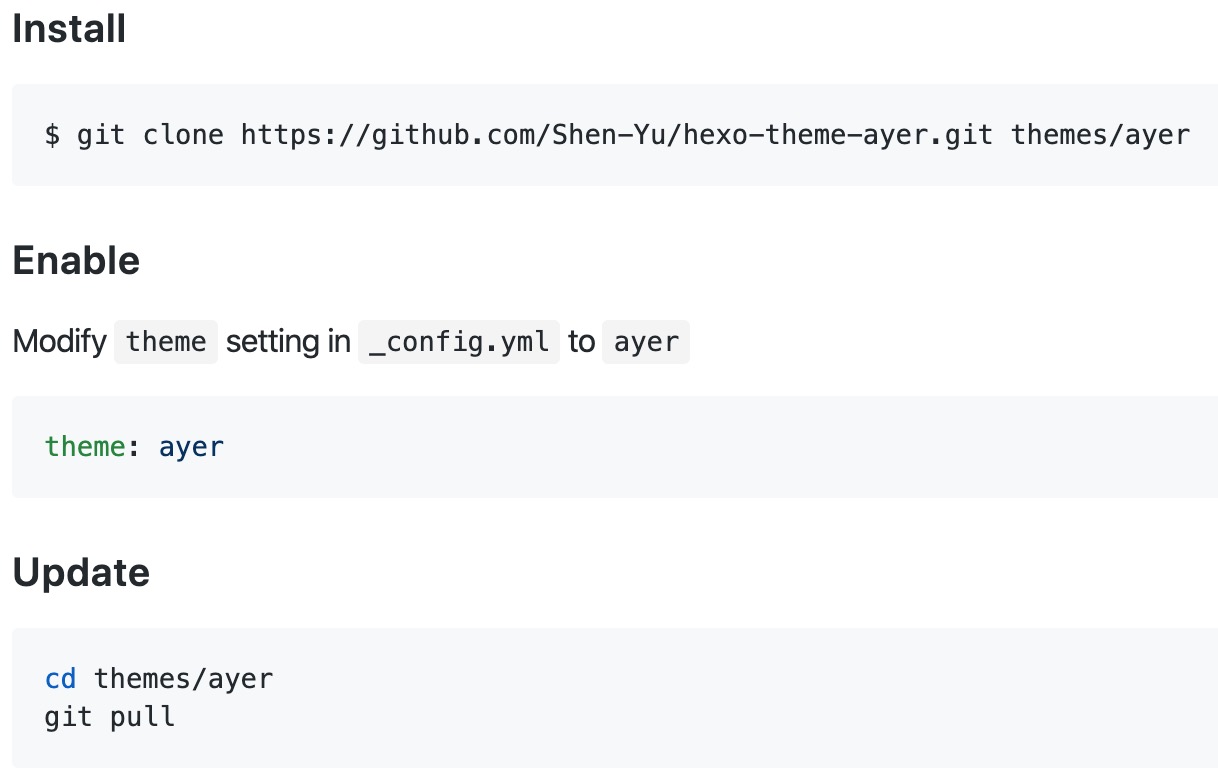 Install
$ git clone https://github.com/Shen-Yu/hexo-theme-ayer.git themes/ayer
Enable
Modify theme setting in _config.yml to ayer
theme: ayer
Update
cd themes/ayer
git pull